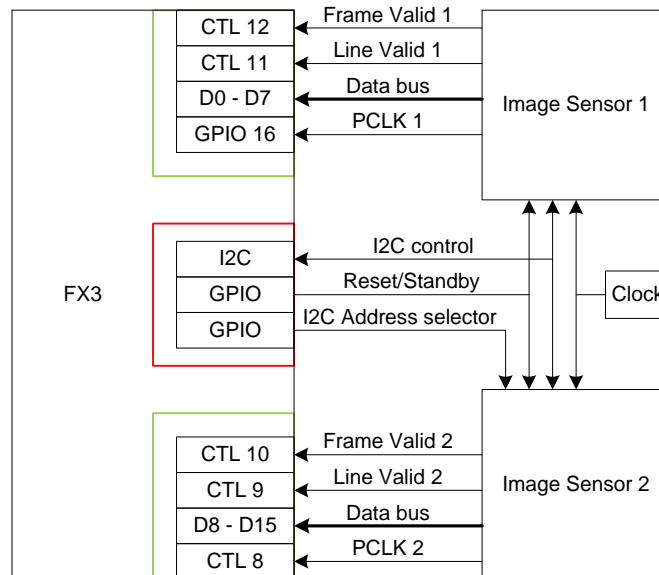 Frame Valid 1
CTL 12
Line Valid 1
CTL 11
Data bus
D0 - D7
Image Sensor 1
PCLK 1
GPIO 16
I2C control
I2C
Reset/Standby
FX3
GPIO
Clock
I2C Address selector
GPIO
Frame Valid 2
CTL 10
Line Valid 2
CTL 9
Image Sensor 2
Data bus
D8 - D15
PCLK 2
CTL 8